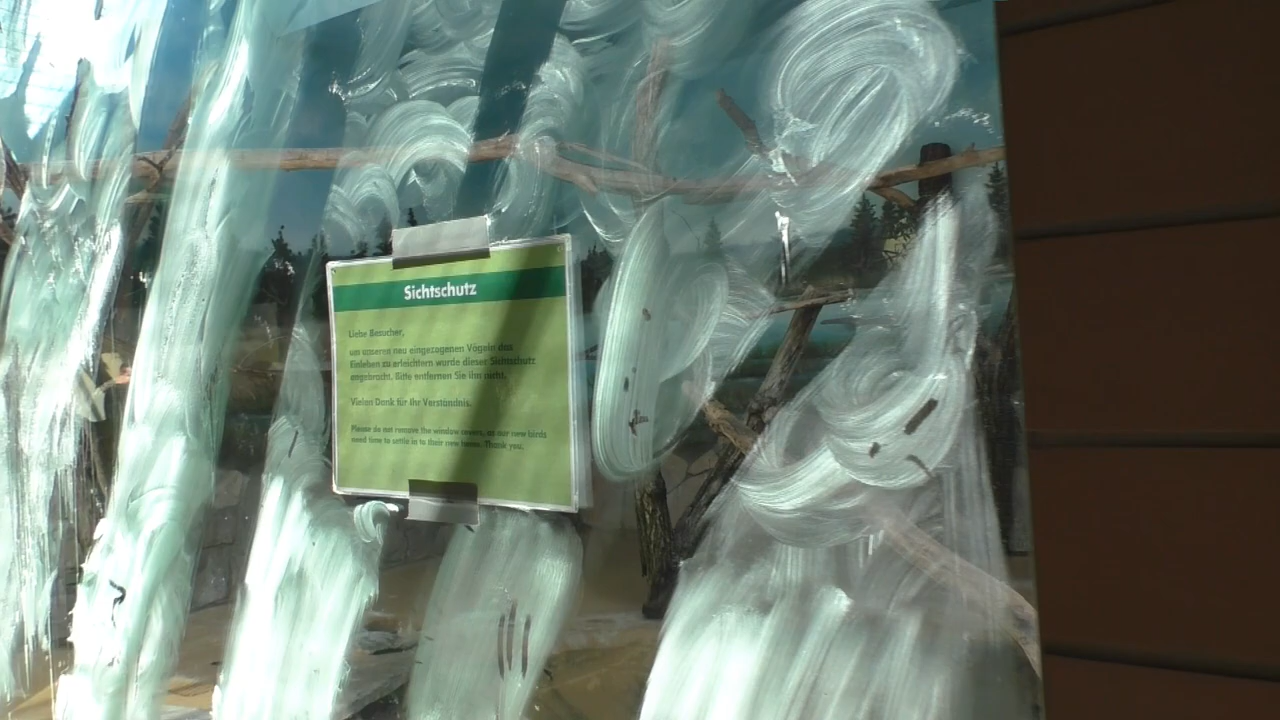 Sichtschutz
Liebe Besucher,
um unseren neu eingezogenen Vögeln das
Einleben zu erleichtern wurde dieser Sichtschutz
angebracht. Bitte entfernen Sie ihn nicht.
Vielen Dank für Ihr Verständnis.
Please do not remove the window covers, as our new birds
need time to settle in to their new home. Thank you.